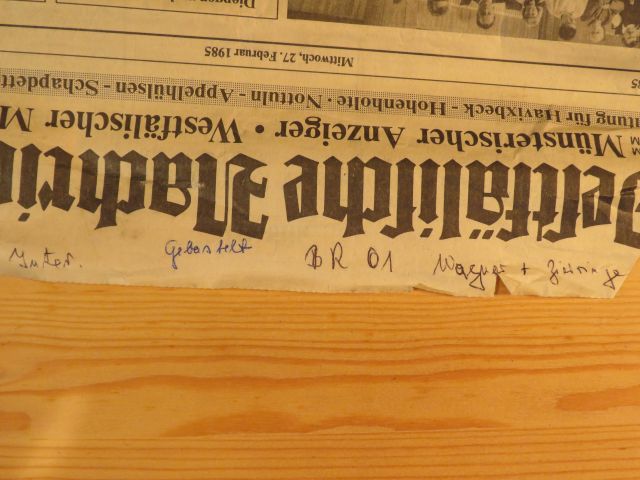 estfälische Nachri
Münsterischer Anzeiger • Westfälischer M
tung für Havixbeck - Hohenholte - Nottuln - Appelhülsen - Schapdett
Mittwoch, 27. Februar 1985
Gebastelt BR 01 Wagner +